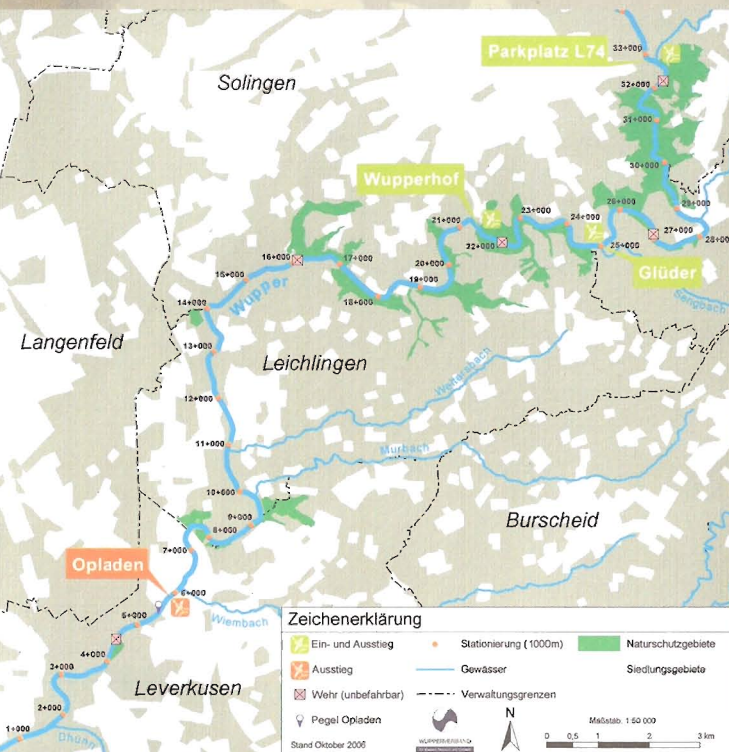 Parkplatz L74
33+000
32+000
31+000
30+000
29+000
28+000
27+000
26+000
25+000
24+000
23+000
22+000
21+000
20+000
19+000
18+000
17+000
16+000
15+000
14+000
13+000
12+000
11+000
10+000
9+000
8+000
7+000
6+000
5+000
4+000
3+000
2+000
1+000
Solingen
Wupperhof
Glüder
Sengbach
Wupper
Langenfeld
Leichlingen
Weltersbach
Murbach
Burscheid
Opladen
Wiembach
Leverkusen
Dhünn
Zeichenerklärung
Ein- und Ausstieg
Ausstieg
Wehr (unbefahrbar)
Pegel Opladen
Stand Oktober 2006
Stationierung (1000m)
Gewässer
Verwaltungsgrenzen
WUPPERVERBAND
Naturschutzgebiete
Siedlungsgebiete
N
Maßstab, 1:50 000
0 0,5 1 2 3 km